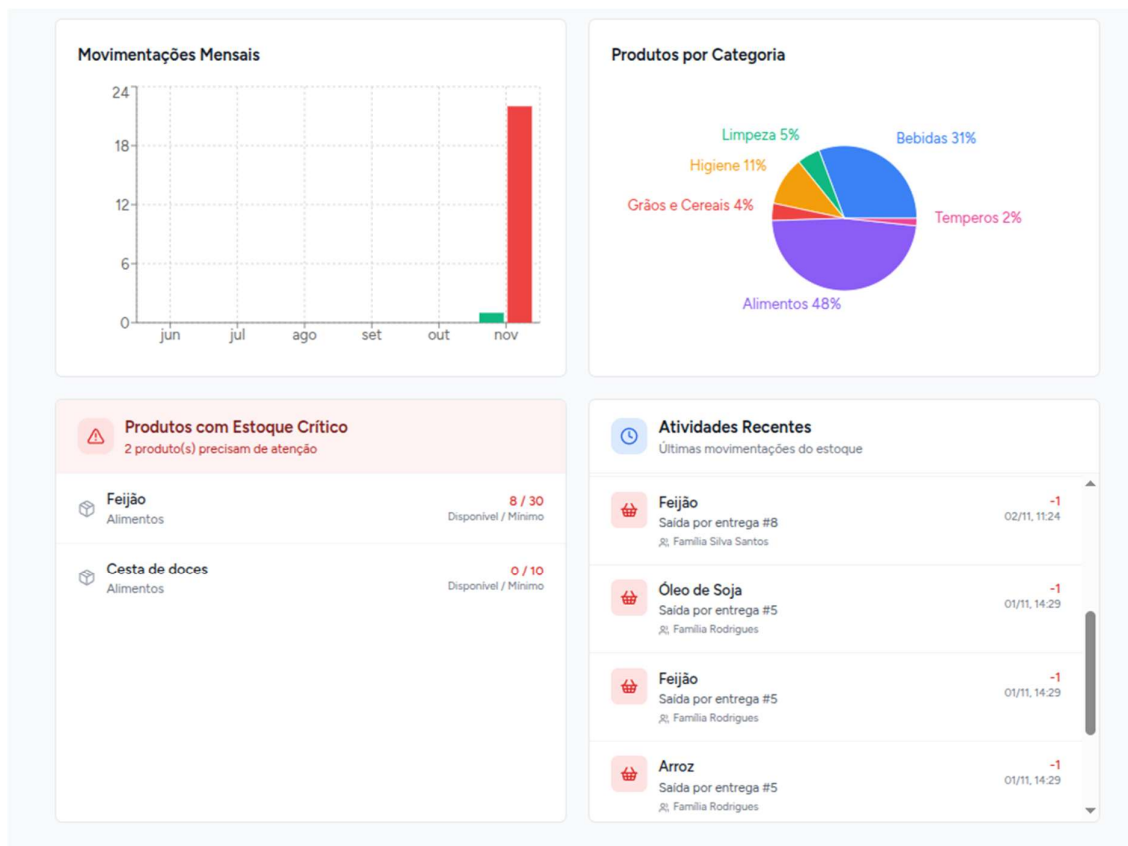 Movimentações Mensais
24
18
12
6
0
jun jul ago set out nov
Produtos por Categoria
Limpeza 5%
Bebidas 31%
Higiene 11%
Grãos e Cereais 4%
Temperos 2%
Alimentos 48%
Produtos com Estoque Crítico
2 produto(s) precisam de atenção
Feijão
8 / 30
Alimentos
Disponível / Mínimo
Cesta de doces
0 / 10
Alimentos
Disponível / Mínimo
Atividades Recentes
Últimas movimentações do estoque
Feijão
-1
Saída por entrega #8
02/11, 11:24
Família Silva Santos
Óleo de Soja
-1
Saída por entrega #5
01/11, 14:29
Família Rodrigues
Feijão
-1
Saída por entrega #5
01/11, 14:29
Família Rodrigues
Arroz
-1
Saída por entrega #5
01/11, 14:29
Família Rodrigues